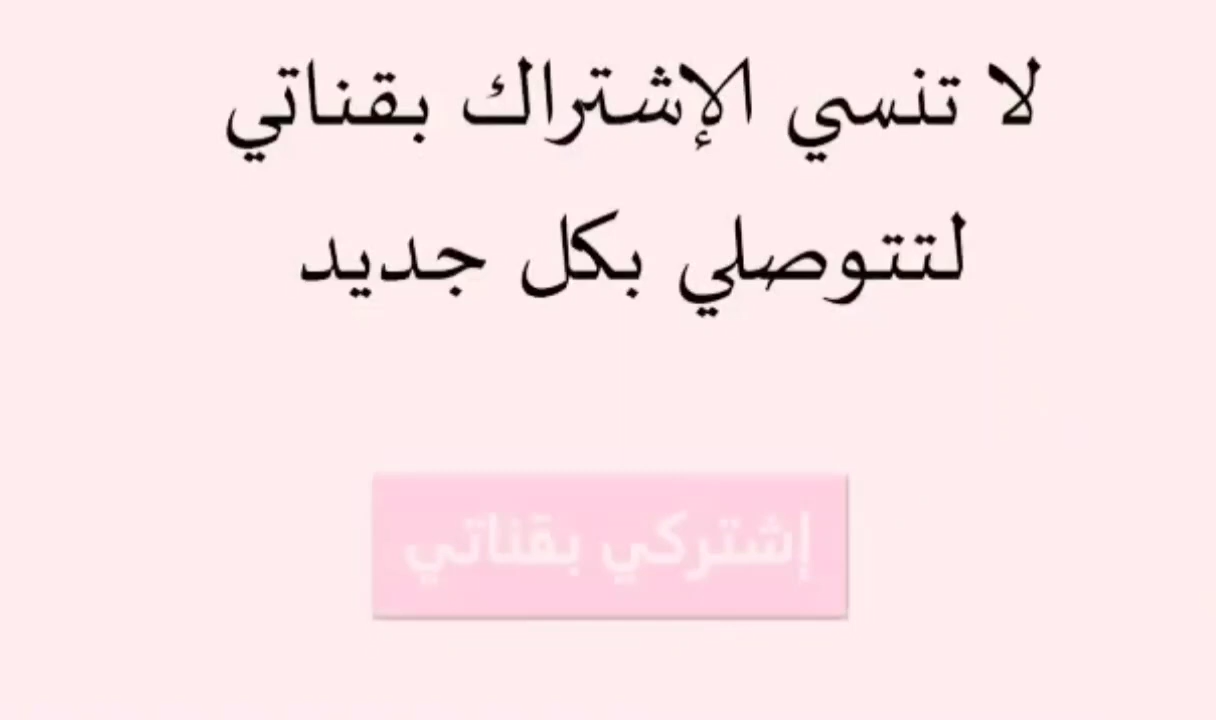 لا تنسي الإشتراك بقناتي
لتتوصلي بكل جديد
إشتركي بقناتي